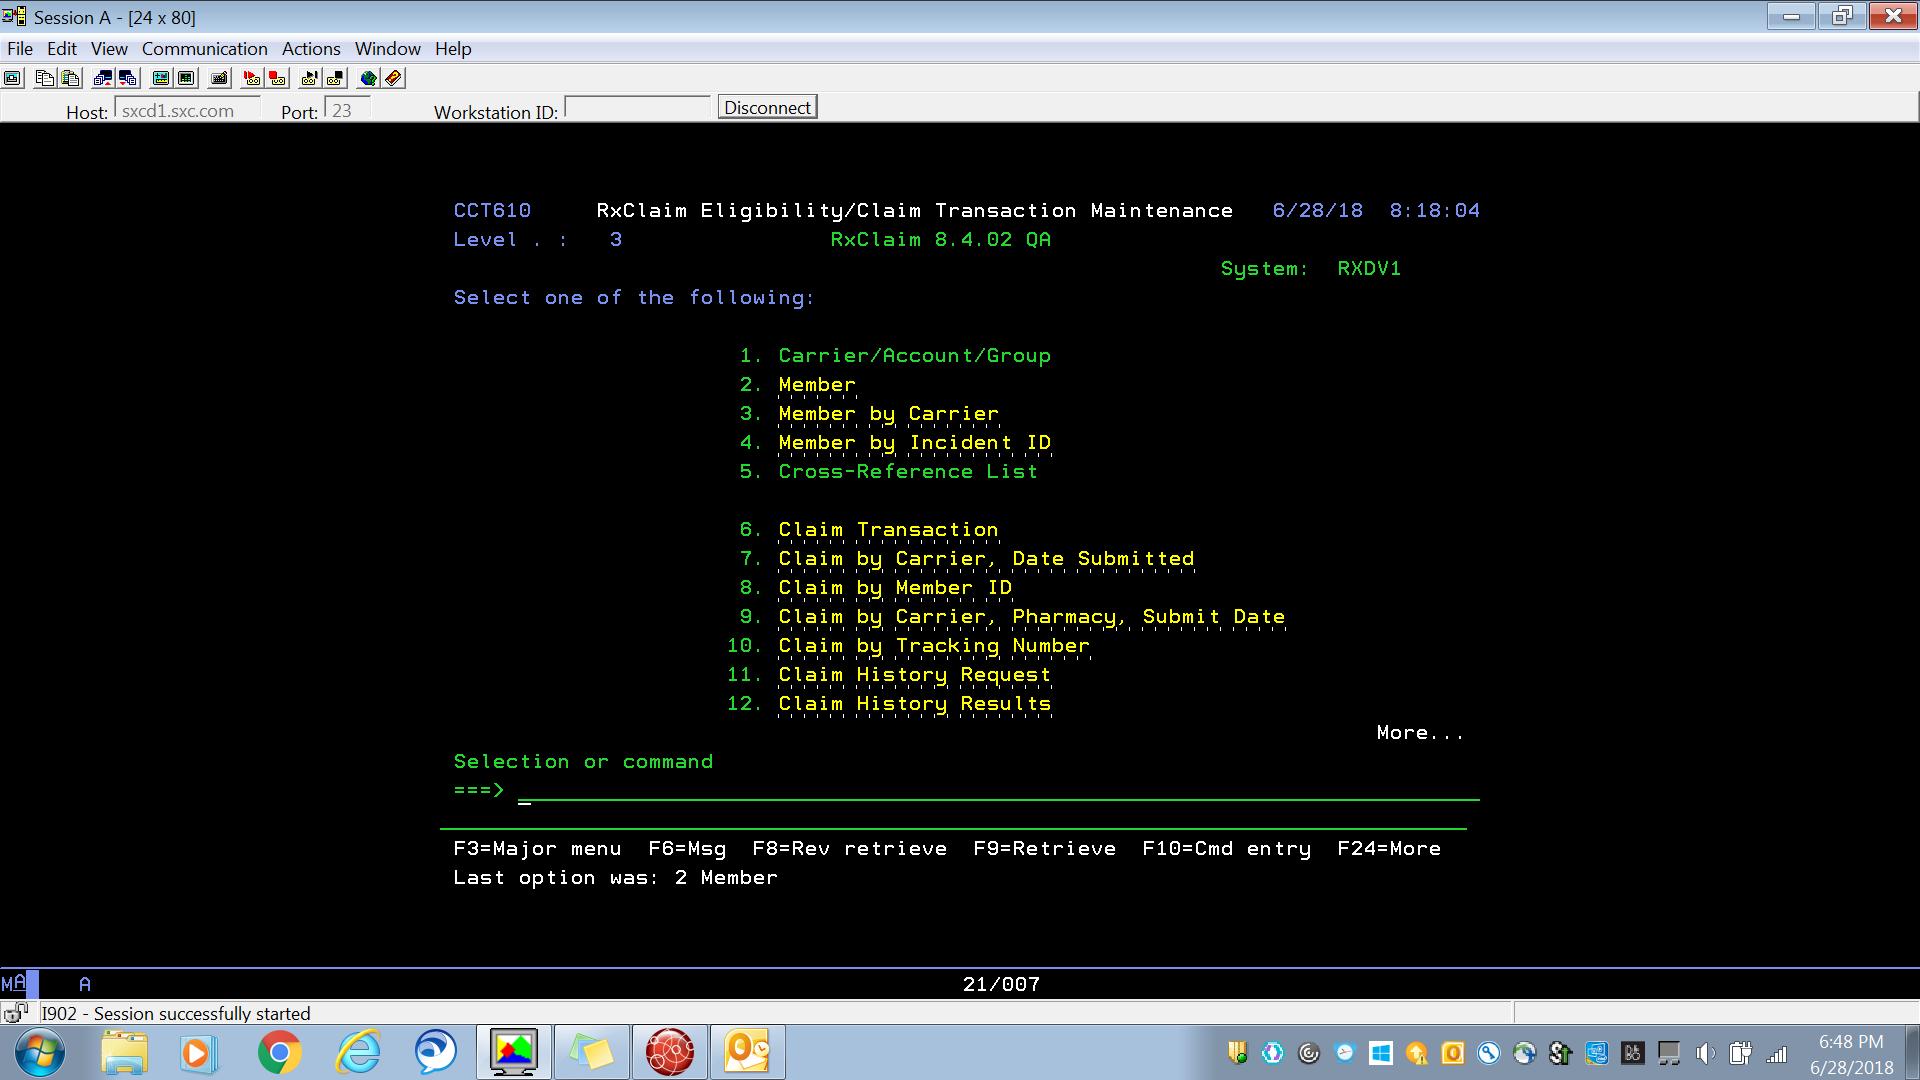 Session A - [24 x 80]
File Edit View Communication Actions Window Help
Host: sxcd1.sxc.com Port: 23 Workstation ID: Disconnect
CCT610 RxClaim Eligibility/Claim Transaction Maintenance 6/28/18 8:18:04
Level . : 3 RxClaim 8.4.02 QA
System: RXDV1
Select one of the following:
1. Carrier/Account/Group
2. Member
3. Member by Carrier
4. Member by Incident ID
5. Cross-Reference List
6. Claim Transaction
7. Claim by Carrier, Date Submitted
8. Claim by Member ID
9. Claim by Carrier, Pharmacy, Submit Date
10. Claim by Tracking Number
11. Claim History Request
12. Claim History Results
More...
Selection or command
===>
F3=Major menu F6=Msg F8=Rev retrieve F9=Retrieve F10=Cmd entry F24=More
Last option was: 2 Member
MA A 21/007
I902 - Session successfully started
6:48 PM
6/28/2018